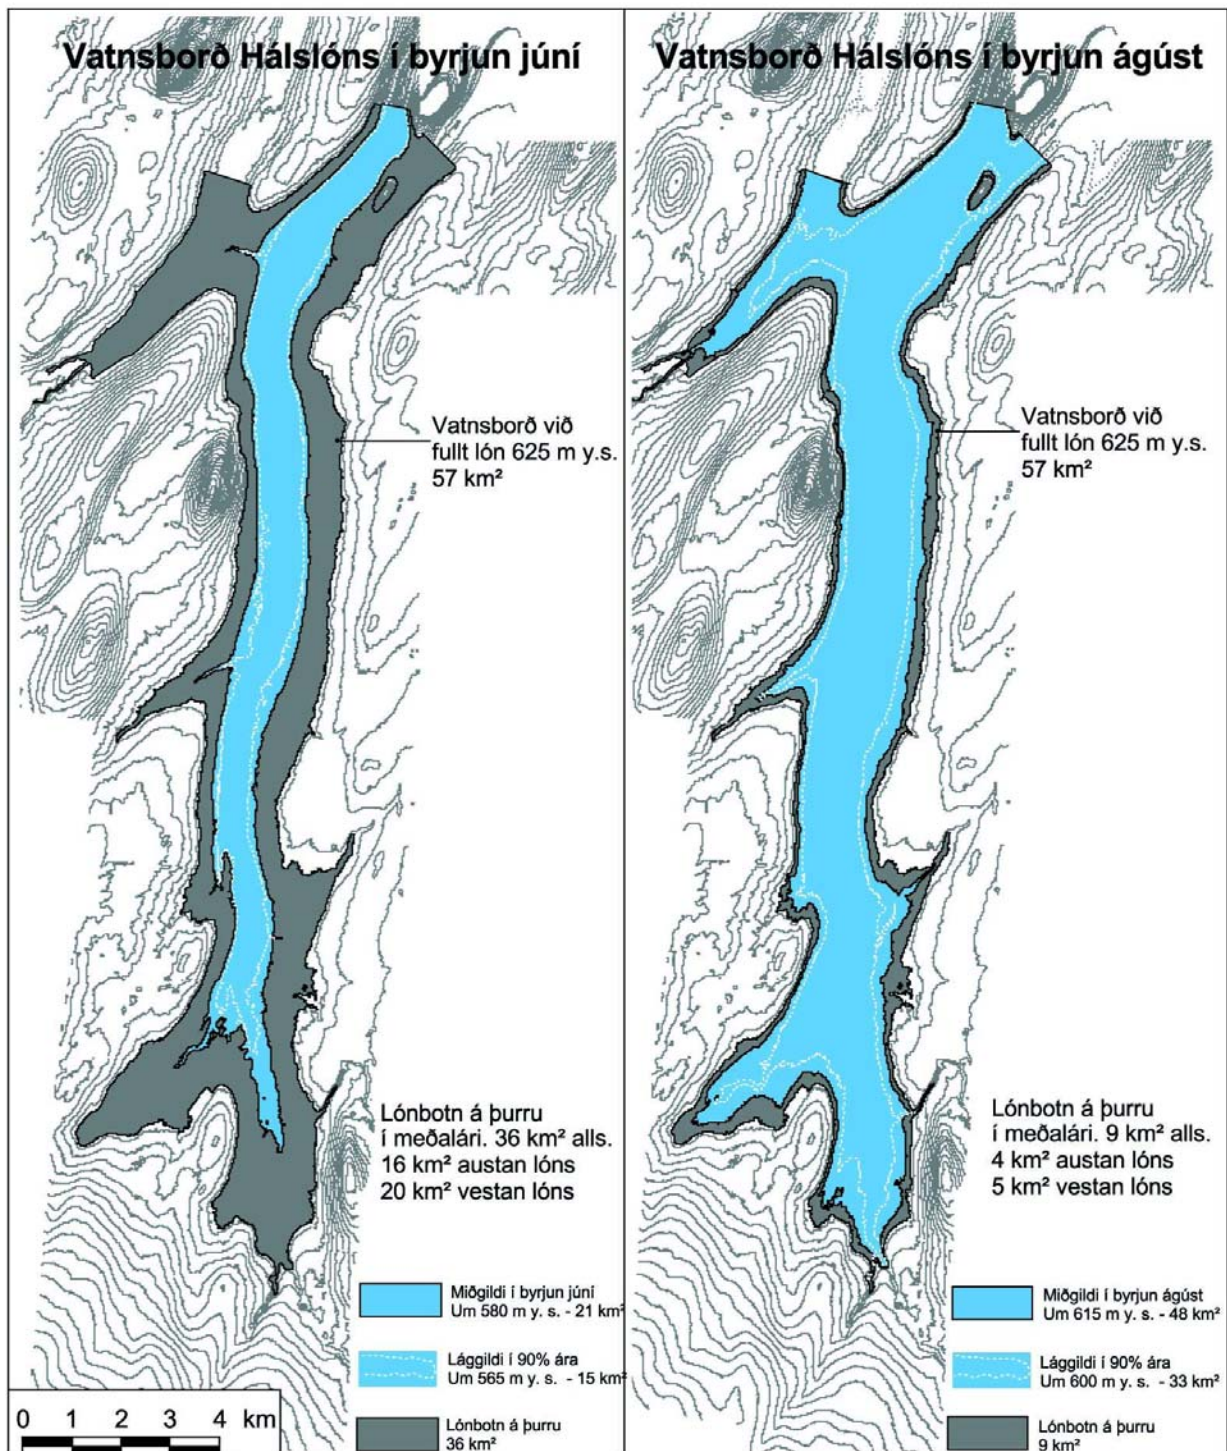 Vatnsborð Hálslóns í byrjun júní
Vatnsborð við
fullt lón 625 m y.s.
57 km²
Lónbotn á þurru
í meðalári. 36 km² alls.
16 km² austan lóns
20 km² vestan lóns
Miðgildi í byrjun júní
Um 580 m y. s. - 21 km²
Lággildi í 90% ára
Um 565 m y. s. - 15 km²
Lónbotn á þurru
36 km²
0 1 2 3 4 km
Vatnsborð Hálslóns í byrjun ágúst
Vatnsborð við
fullt lón 625 m y.s.
57 km²
Lónbotn á þurru
í meðalári. 9 km² alls.
4 km² austan lóns
5 km² vestan lóns
Miðgildi í byrjun ágúst
Um 615 m y. s. - 48 km²
Lággildi í 90% ára
Um 600 m y. s. - 33 km²
Lónbotn á þurru
9 km²